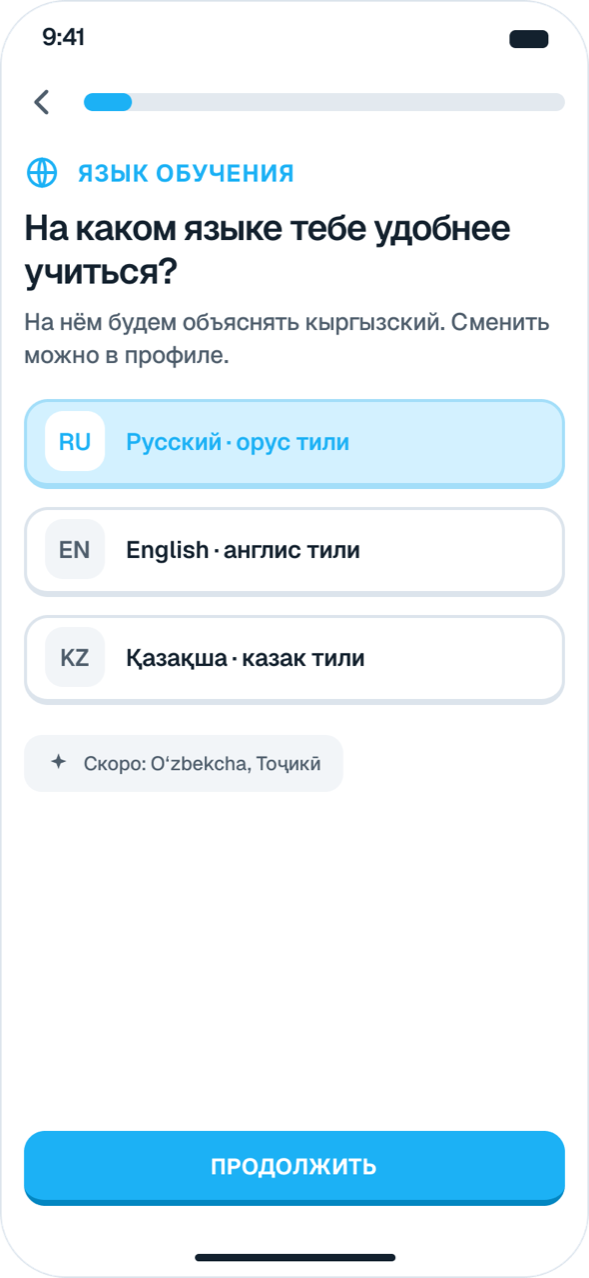 9:41
ЯЗЫК ОБУЧЕНИЯ
На каком языке тебе удобнее
учиться?
На нём будем объяснять кыргызский. Сменить
можно в профиле.
RU Русский · орус тили
EN English · англис тили
KZ Қазақша · казак тили
Скоро: Oʻzbekcha, Тоҷикӣ
ПРОДОЛЖИТЬ